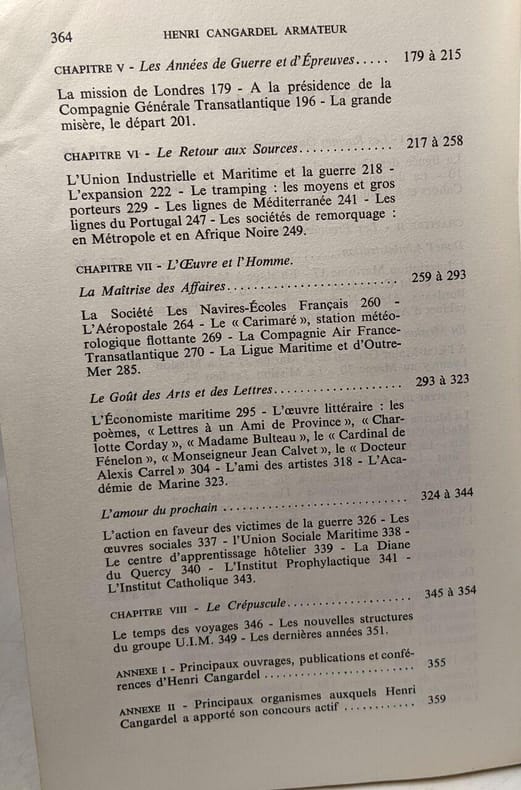 364 HENRI CANGARDEL ARMATEUR
CHAPITRE V - Les Années de Guerre et d'Épreuves..... 179 à 215
La mission de Londres 179 - A la présidence de la
Compagnie Générale Transatlantique 196 - La grande
misère, le départ 201.
CHAPITRE VI - Le Retour aux Sources.............. 217 à 258
L'Union Industrielle et Maritime et la guerre 218 -
L'expansion 222 - Le tramping : les moyens et gros
porteurs 229 - Les lignes de Méditerranée 241 - Les
lignes du Portugal 247 - Les sociétés de remorquage :
en Métropole et en Afrique Noire 249.
CHAPITRE VII - L'Œuvre et l'Homme.
La Maîtrise des Affaires......................... 259 à 293
La Société Les Navires-Écoles Français 260 -
L'Aéropostale 264 - Le « Carimaré », station météo-
rologique flottante 269 - La Compagnie Air France-
Transatlantique 270 - La Ligue Maritime et d'Outre-
Mer 285.
Le Goût des Arts et des Lettres................... 293 à 323
L'Économiste maritime 295 - L'œuvre littéraire : les
poèmes, « Lettres à un Ami de Province », « Char-
lotte Corday », « Madame Bulteau », le « Cardinal de
Fénelon », « Monseigneur Jean Calvet », le « Docteur
Alexis Carrel » 304 - L'ami des artistes 318 - L'Aca-
démie de Marine 323.
L'amour du prochain ........................... 324 à 344
L'action en faveur des victimes de la guerre 326 - Les
œuvres sociales 337 - l'Union Sociale Maritime 338 -
Le centre d'apprentissage hôtelier 339 - La Diane
du Quercy 340 - L'Institut Prophylactique 341 -
L'Institut Catholique 343.
CHAPITRE VIII - Le Crépuscule.................... 345 à 354
Le temps des voyages 346 - Les nouvelles structures
du groupe U.I.M. 349 - Les dernières années 351.
ANNEXE I - Principaux ouvrages, publications et confé-
rences d'Henri Cangardel ....................... 355
ANNEXE II - Principaux organismes auxquels Henri
Cangardel a apporté son concours actif ............ 359